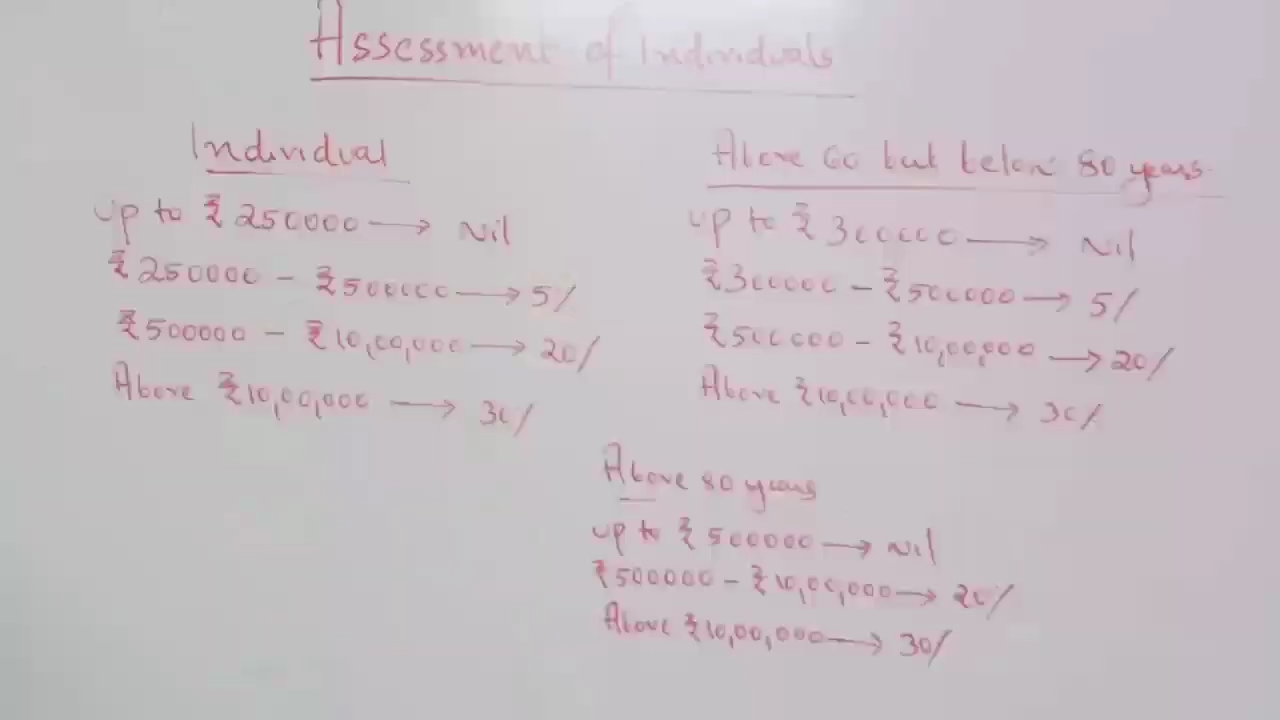 Assessment of Individuals
Individual
up to ₹ 250000 → Nil
₹250000 - ₹500000 → 5%
₹500000 - ₹10,00,000 → 20%
Above ₹10,00,000 → 30%
Above 60 but below 80 years
up to ₹300000 → Nil
₹300000 - ₹500000 → 5%
₹500000 - ₹10,00,000 → 20%
Above ₹10,00,000 → 30%
Above 80 years
up to ₹500000 → Nil
₹500000 - ₹10,00,000 → 20%
Above ₹10,00,000 → 30%